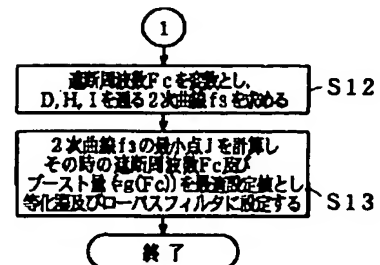 1
遮断周波数Fcを変数とし、
D,H,Iを通る2次曲線f3を求める
S12
2次曲線f3の最小点Jを計算し
その時の遮断周波数Fc及び
ブースト量(=g(Fc))を最適設定値とし
等化器及びローパスフィルタに設定する
S13
終了